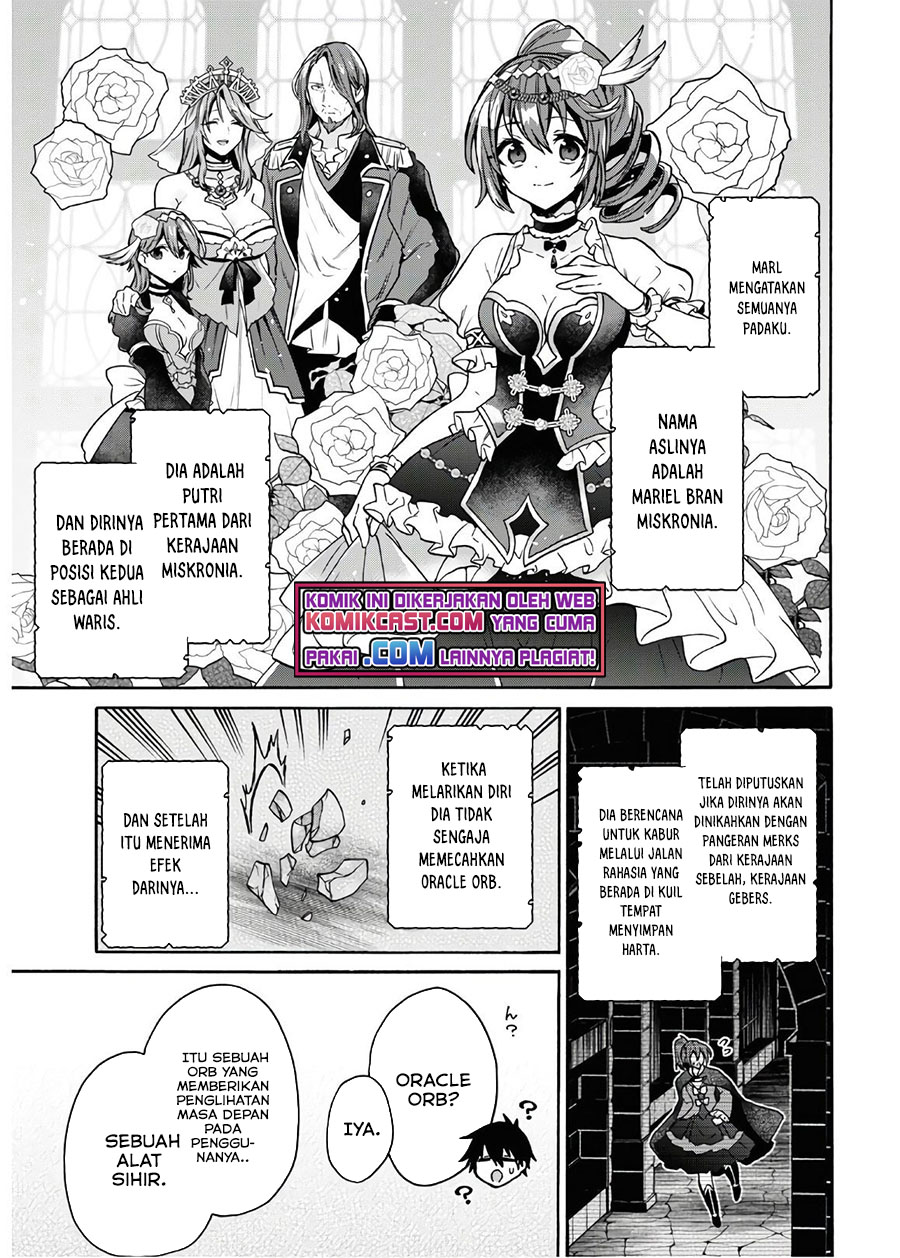 MARL
MENGATAKAN
SEMUANYA
PADAKU.
NAMA
ASLINYA
ADALAH
MARIEL BRAN
MISKRONIA.
DIA ADALAH
PUTRI
PERTAMA DARI
KERAJAAN
MISKRONIA.
DAN DIRINYA
BERADA DI
POSISI KEDUA
SEBAGAI AHLI
WARIS.
KOMIK INI DIKERJAKAN OLEH WEB
KOMIKCAST.COM YANG CUMA
PAKAI .COM LAINNYA PLAGIAT!
TELAH DIPUTUSKAN
JIKA DIRINYA AKAN
DINIKAHKAN DENGAN
PANGERAN MERKS
DARI KERAJAAN
SEBELAH, KERAJAAN
GEBERS.
DIA BERENCANA
UNTUK KABUR
MELALUI JALAN
RAHASIA YANG
BERADA DI KUIL
TEMPAT
MENYIMPAN
HARTA.
KETIKA
MELARIKAN DIRI
DIA TIDAK
SENGAJA
MEMECAHKAN
ORACLE ORB.
DAN SETELAH
ITU MENERIMA
EFEK
DARINYA...
ん?
ORACLE
ORB?
?
?
IYA.
ITU SEBUAH
ORB YANG
MEMBERIKAN
PENGLIHATAN
MASA DEPAN
PADA
PENGGU-
NANYA..
SEBUAH
ALAT
SIHIR.